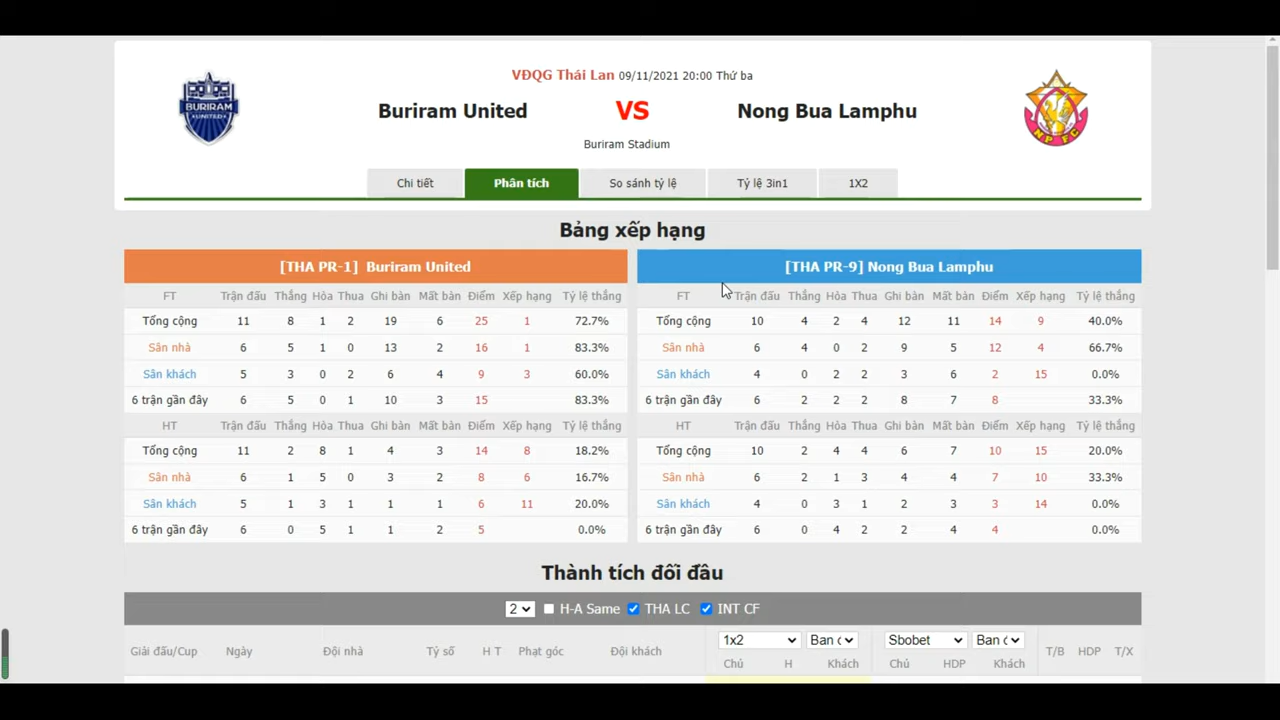 VĐQG Thái Lan 09/11/2021 20:00 Thứ ba
Buriram United VS Nong Bua Lamphu
BURIRAM
UNITED
N P F C
Buriram Stadium
Chi tiết Phân tích So sánh tỷ lệ Tỷ lệ 3in1 1X2
Bảng xếp hạng
[THA PR-1] Buriram United
FT Trận đấu Thắng Hòa Thua Ghi bàn Mất bàn Điểm Xếp hạng Tỷ lệ thắng
Tổng cộng 11 8 1 2 19 6 25 1 72.7%
Sân nhà 6 5 1 0 13 2 16 1 83.3%
Sân khách 5 3 0 2 6 4 9 3 60.0%
6 trận gần đây 6 5 0 1 10 3 15 83.3%
HT Trận đấu Thắng Hòa Thua Ghi bàn Mất bàn Điểm Xếp hạng Tỷ lệ thắng
Tổng cộng 11 2 8 1 4 3 14 8 18.2%
Sân nhà 6 1 5 0 3 2 8 6 16.7%
Sân khách 5 1 3 1 1 1 6 11 20.0%
6 trận gần đây 6 0 5 1 1 2 5 0.0%
[THA PR-9] Nong Bua Lamphu
FT Trận đấu Thắng Hòa Thua Ghi bàn Mất bàn Điểm Xếp hạng Tỷ lệ thắng
Tổng cộng 10 4 2 4 12 11 14 9 40.0%
Sân nhà 6 4 0 2 9 5 12 4 66.7%
Sân khách 4 0 2 2 3 6 2 15 0.0%
6 trận gần đây 6 2 2 2 8 7 8 33.3%
HT Trận đấu Thắng Hòa Thua Ghi bàn Mất bàn Điểm Xếp hạng Tỷ lệ thắng
Tổng cộng 10 2 4 4 6 7 10 15 20.0%
Sân nhà 6 2 1 3 4 4 7 10 33.3%
Sân khách 4 0 3 1 2 3 3 14 0.0%
6 trận gần đây 6 0 4 2 2 4 4 0.0%
Thành tích đối đầu
2 H-A Same THA LC INT CF
Giải đấu/Cup Ngày Đội nhà Tỷ số H T Phạt góc Đội khách 1x2 Ban c Sbobet Ban c T/B HDP T/X
Chủ H Khách Chủ HDP Khách